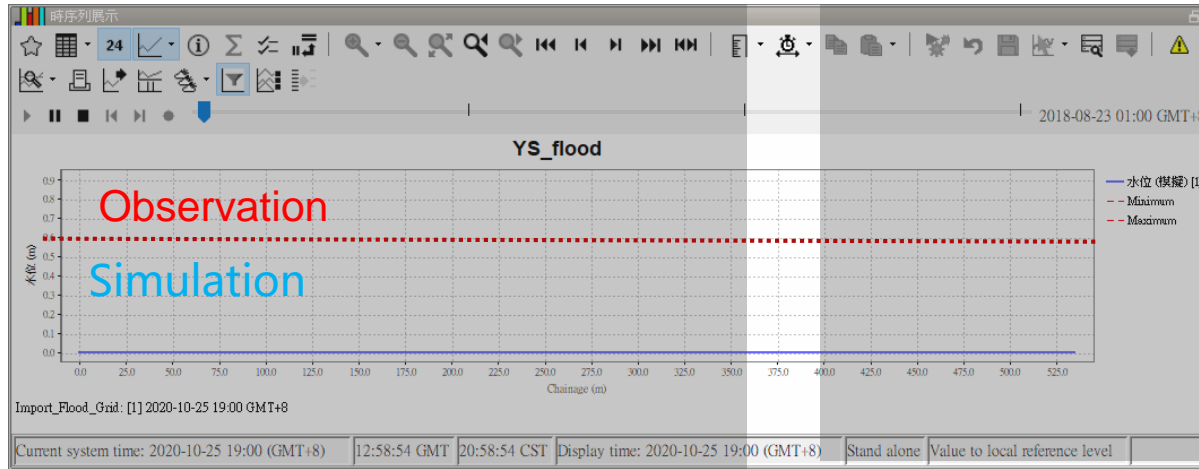 時序列展示
24
2018-08-23 01:00 GMT+8
YS_flood
0.9
0.8
0.7
0.6
0.5
0.4
0.3
0.2
0.1
0.0
水位 (m)
Observation
Simulation
水位 (模擬) [1
Minimum
Maximum
0.0 25.0 50.0 75.0 100.0 125.0 150.0 175.0 200.0 225.0 250.0 275.0 300.0 325.0 350.0 375.0 400.0 425.0 450.0 475.0 500.0 525.0
Chainage (m)
Import_Flood_Grid: [1] 2020-10-25 19:00 GMT+8
Current system time: 2020-10-25 19:00 (GMT+8) 12:58:54 GMT 20:58:54 CST Display time: 2020-10-25 19:00 (GMT+8) Stand alone Value to local reference level